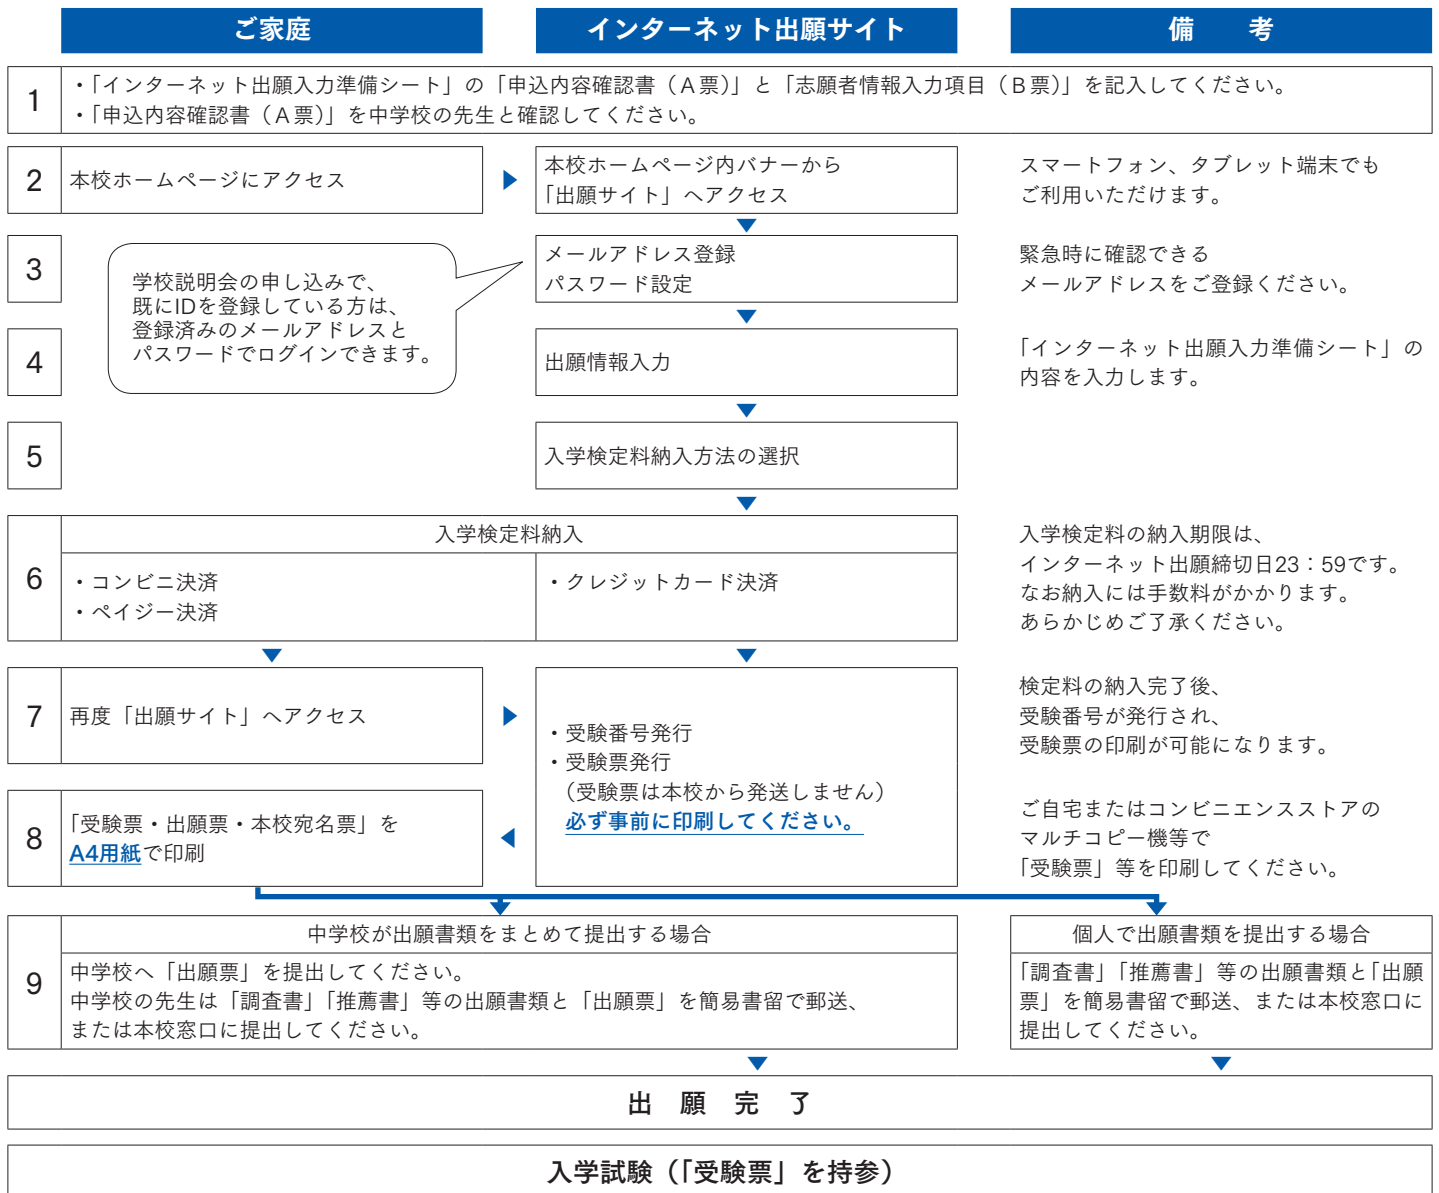 ご家庭
インターネット出願サイト
備　考
1
・「インターネット出願入力準備シート」の「申込内容確認書（A票）」と「志願者情報入力項目（B票）」を記入してください。
・「申込内容確認書（A票）」を中学校の先生と確認してください。
2
本校ホームページにアクセス
本校ホームページ内バナーから
「出願サイト」へアクセス
スマートフォン、タブレット端末でも
ご利用いただけます。
3
学校説明会の申し込みで、
既にIDを登録している方は、
登録済みのメールアドレスと
パスワードでログインできます。
メールアドレス登録
パスワード設定
緊急時に確認できる
メールアドレスをご登録ください。
4
出願情報入力
「インターネット出願入力準備シート」の
内容を入力します。
5
入学検定料納入方法の選択
6
入学検定料納入
・コンビニ決済
・ペイジー決済
・クレジットカード決済
入学検定料の納入期限は、
インターネット出願締切日23：59です。
なお納入には手数料がかかります。
あらかじめご了承ください。
7
再度「出願サイト」へアクセス
・受験番号発行
・受験票発行
（受験票は本校から発送しません）
必ず事前に印刷してください。
検定料の納入完了後、
受験番号が発行され、
受験票の印刷が可能になります。
8
「受験票・出願票・本校宛名票」を
A4用紙で印刷
ご自宅またはコンビニエンスストアの
マルチコピー機等で
「受験票」等を印刷してください。
9
中学校が出願書類をまとめて提出する場合
中学校へ「出願票」を提出してください。
中学校の先生は「調査書」「推薦書」等の出願書類と「出願票」を簡易書留で郵送、
または本校窓口に提出してください。
個人で出願書類を提出する場合
「調査書」「推薦書」等の出願書類と「出願
票」を簡易書留で郵送、または本校窓口に
提出してください。
出　願　完　了
入学試験（「受験票」を持参）